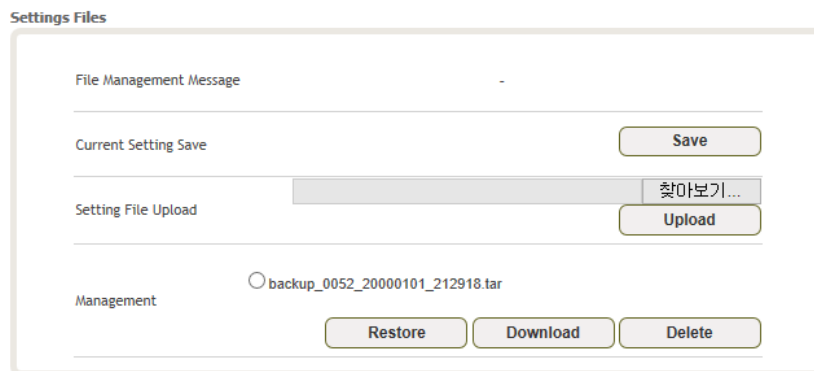 Settings Files
File Management Message -
Current Setting Save Save
찾아보기...
Setting File Upload
Upload
backup_0052_20000101_212918.tar
Management
Restore Download Delete